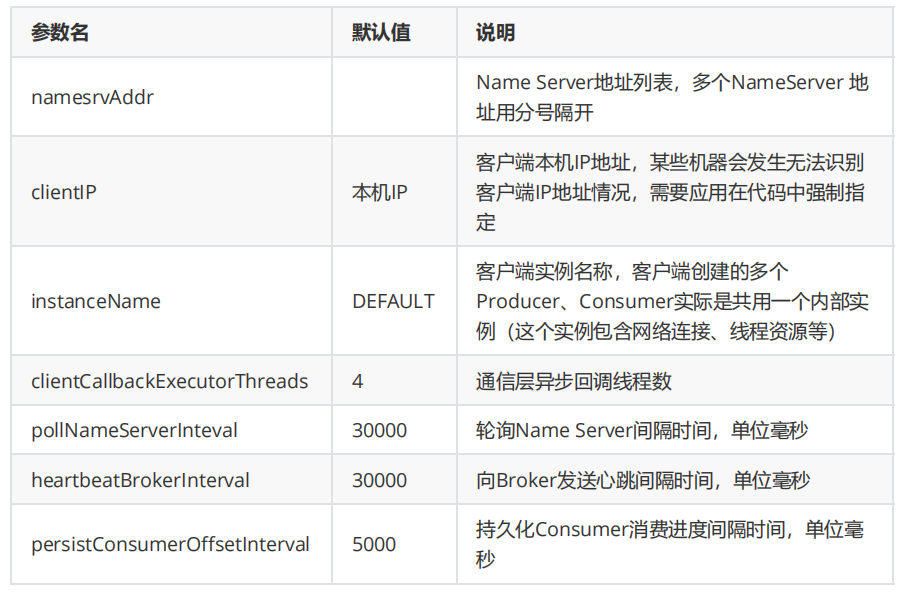 参数名 默认值 说明
namesrvAddr
Name Server地址列表，多个NameServer 地
址用分号隔开
clientIP 本机IP
客户端本机IP地址，某些机器会发生无法识别
客户端IP地址情况，需要应用在代码中强制指
定
instanceName DEFAULT
客户端实例名称，客户端创建的多个
Producer、Consumer实际是共用一个内部实
例（这个实例包含网络连接、线程资源等）
clientCallbackExecutorThreads 4 通信层异步回调线程数
pollNameServerInteval 30000 轮询Name Server间隔时间，单位毫秒
heartbeatBrokerInterval 30000 向Broker发送心跳间隔时间，单位毫秒
persistConsumerOffsetInterval 5000
持久化Consumer消费进度间隔时间，单位毫
秒